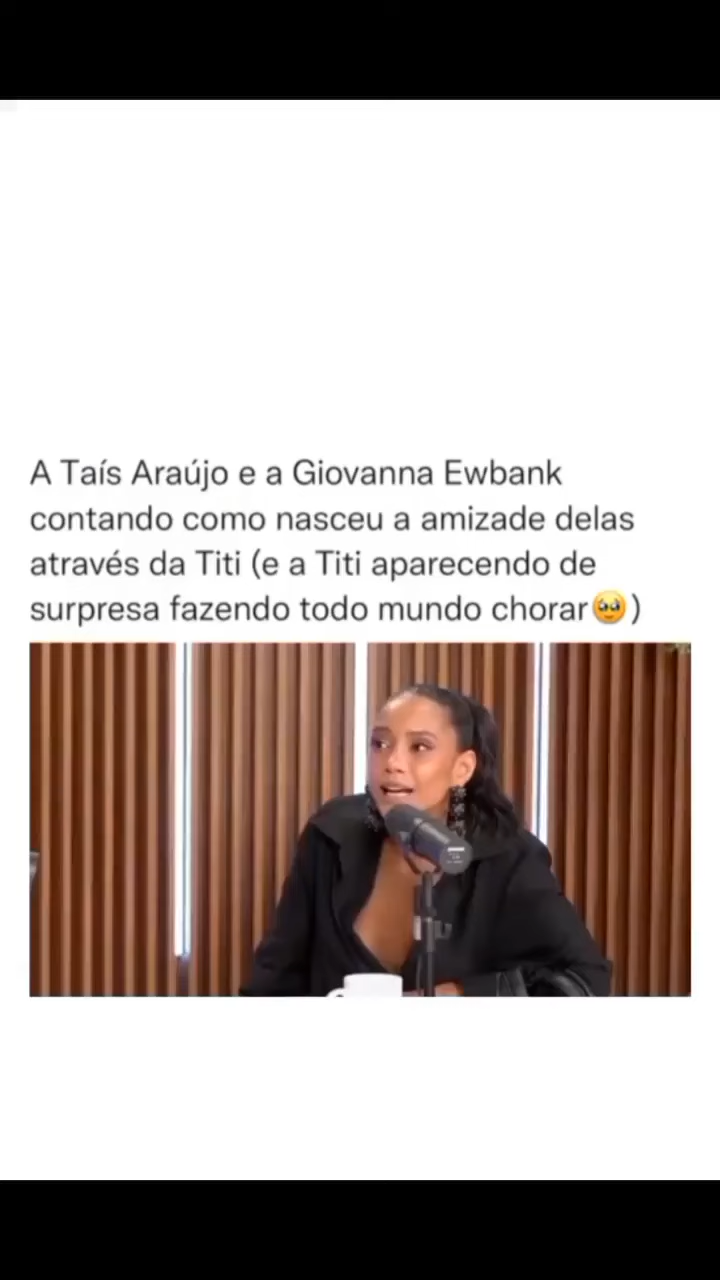 A Taís Araújo e a Giovanna Ewbank
contando como nasceu a amizade delas
através da Titi (e a Titi aparecendo de
surpresa fazendo todo mundo chorar🥹)